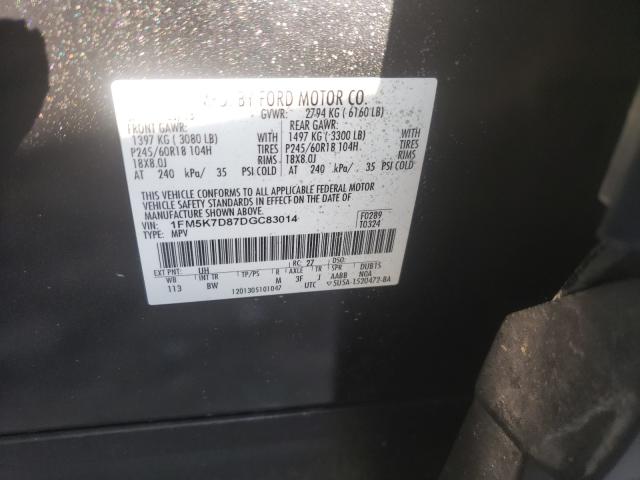 BY FORD MOTOR CO.
GVWR: 2794 KG ( 6160 LB)
FRONT GAWR: REAR GAWR:
1397 KG ( 3080 LB) WITH 1497 KG ( 3300 LB) WITH
P245/60R18 104H TIRES P245/60R18 104H TIRES
18X8.0J RIMS 18X8.0J RIMS
AT 240 kPa/ 35 PSI COLD AT 240 kPa/ 35 PSI COLD
THIS VEHICLE CONFORMS TO ALL APPLICABLE FEDERAL MOTOR
VEHICLE SAFETY STANDARDS IN EFFECT ON THE DATE OF
MANUFACTURE SHOWN ABOVE.
VIN: 1FM5K7D87DGC83014 F0289
TYPE: MPV T0324
EXT PNT: UH RC: 27 DSO:
WB INT TR TP/PS R AXLE TR SPR DUBTS
113 BW M 3F J AABB NOA
1201305101047 UTC 5U5A-1520472-BA